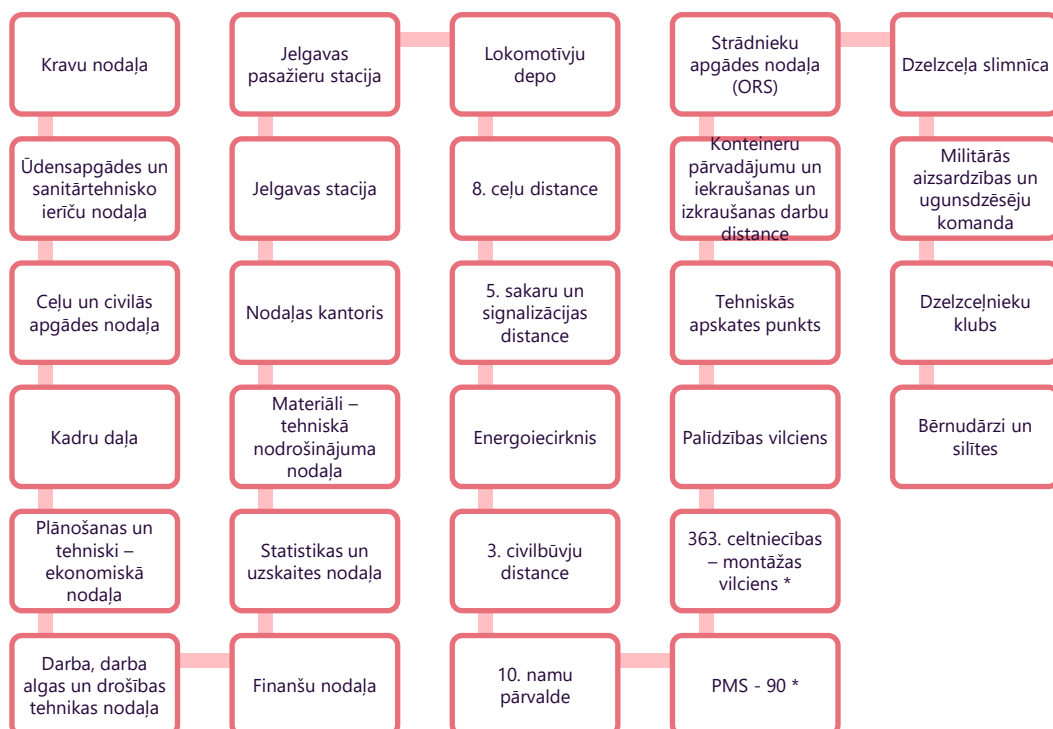 Kravu nodaļa
Ūdensapgādes un
sanitārtehnisko
ierīču nodaļa
Ceļu un civilās
apgādes nodaļa
Kadru daļa
Plānošanas un
tehniski –
ekonomiskā
nodaļa
Darba, darba
algas un drošības
tehnikas nodaļa
Finanšu nodaļa
Statistikas un
uzskaites nodaļa
Materiāli –
tehniskā
nodrošinājuma
nodaļa
Nodaļas kantoris
Jelgavas stacija
Jelgavas
pasažieru stacija
Lokomotīvju
depo
8. ceļu distance
5. sakaru un
signalizācijas
distance
Energoiecirknis
3. civilbūvju
distance
10. namu
pārvalde
PMS - 90 *
363. celtniecības
– montāžas
vilciens *
Palīdzības vilciens
Tehniskās
apskates punkts
Konteineru
pārvadājumu un
iekraušanas un
izkraušanas darbu
distance
Strādnieku
apgādes nodaļa
(ORS)
Dzelzceļa slimnīca
Militārās
aizsardzības un
ugunsdzēsēju
komanda
Dzelzceļnieku
klubs
Bērnudārzi un
silītes